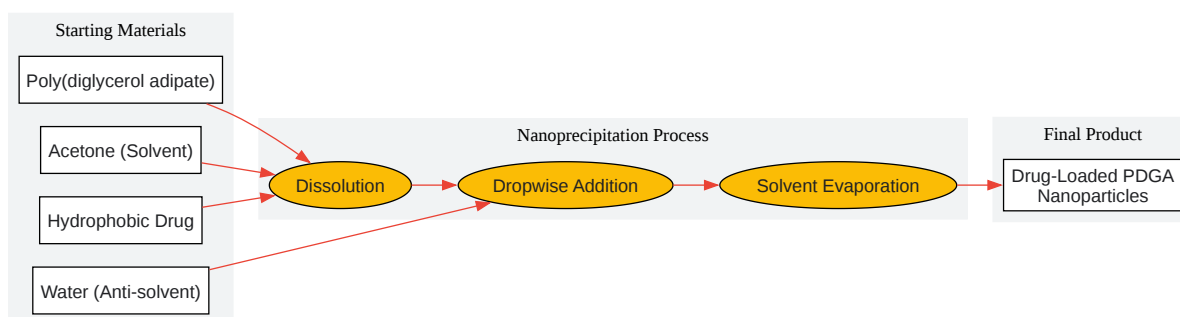 Starting Materials
Poly(diglycerol adipate)
Acetone (Solvent)
Hydrophobic Drug
Water (Anti-solvent)
Nanoprecipitation Process
Dissolution
Dropwise Addition
Solvent Evaporation
Final Product
Drug-Loaded PDGA
Nanoparticles